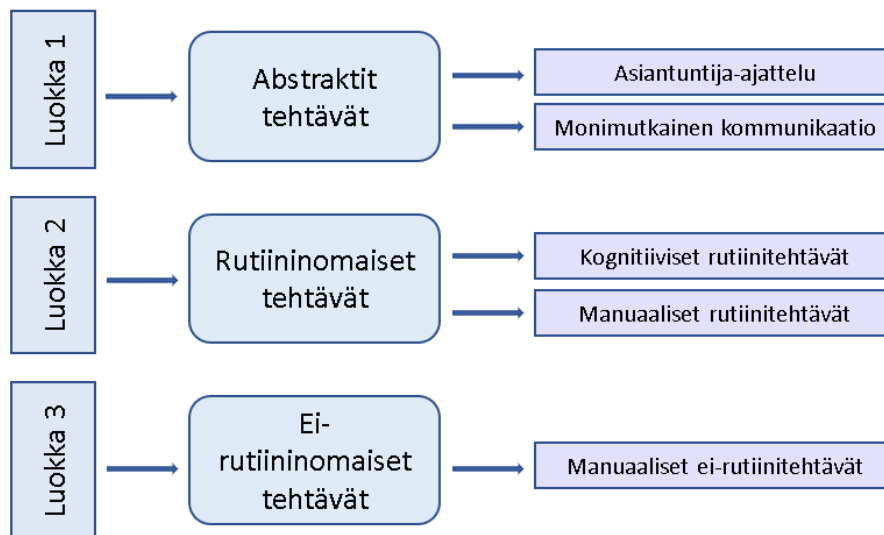 Luokka 1
Abstraktit
tehtävät
Asiantuntija-ajattelu
Monimutkainen kommunikaatio
Luokka 2
Rutiininomaiset
tehtävät
Kognitiiviset rutiinitehtävät
Manuaaliset rutiinitehtävät
Luokka 3
Ei-
rutiininomaiset
tehtävät
Manuaaliset ei-rutiinitehtävät